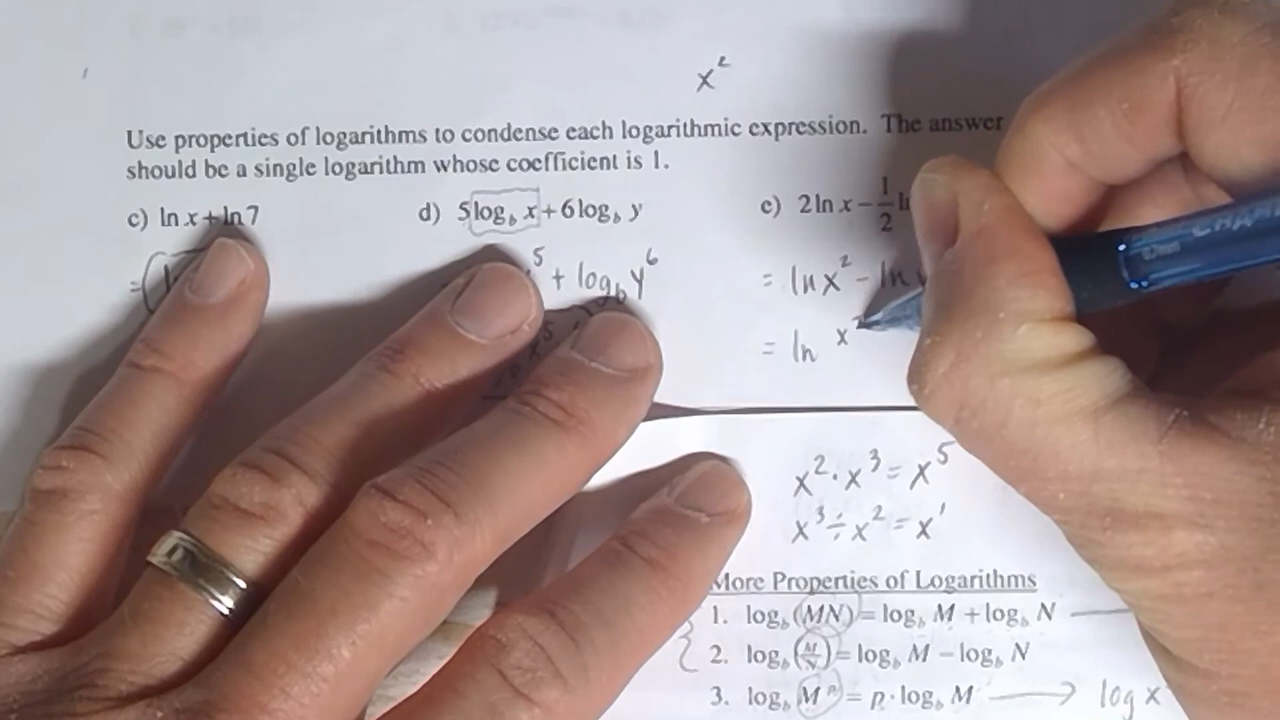 x²
Use properties of logarithms to condense each logarithmic expression. The answer
should be a single logarithm whose coefficient is 1.
c) ln x + ln 7
d) 5 log_b x + 6 log_b y
e) 2 ln x − 1/2
= ( 
⁵ + log_b y⁶
x⁵
= ln x² − ln
= ln x²
x² · x³ = x⁵
x³ ÷ x² = x¹
More Properties of Logarithms
1. log_b (MN) = log_b M + log_b N
2. log_b (M/N) = log_b M − log_b N
3. log_b M^p = p · log_b M → log x